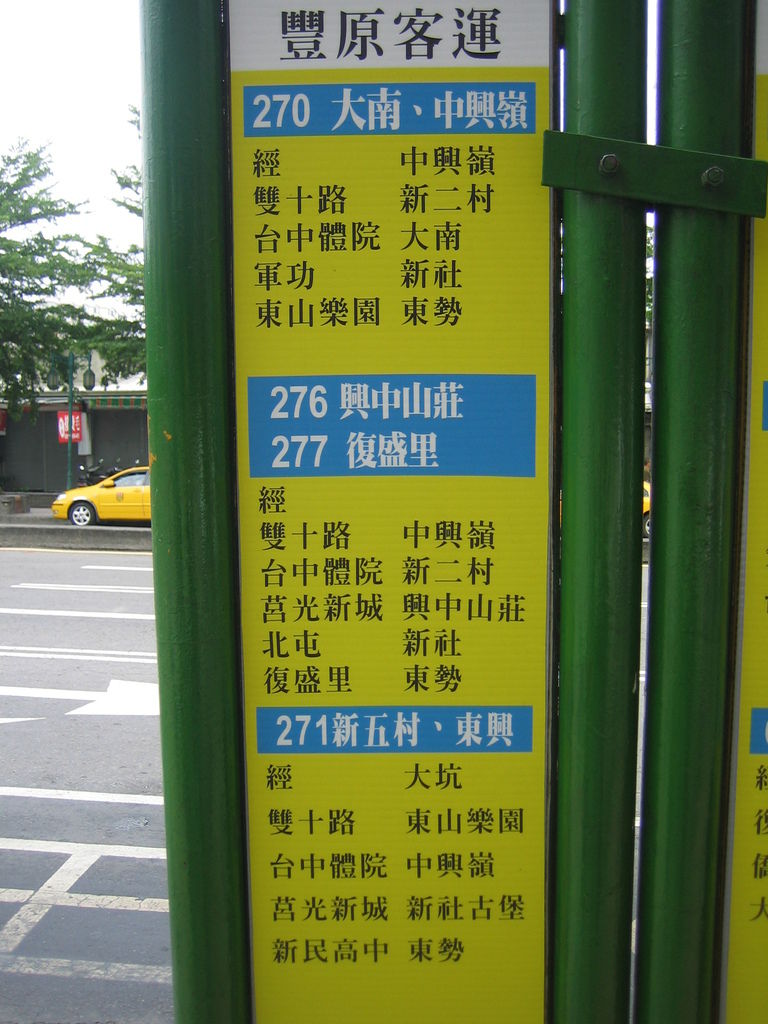 豐原客運
270 大南、中興嶺
經 中興嶺
雙十路 新二村
台中體院 大南
軍功 新社
東山樂園 東勢
276 興中山莊
277 復盛里
經
雙十路 中興嶺
台中體院 新二村
莒光新城 興中山莊
北屯 新社
復盛里 東勢
271新五村、東興
經 大坑
雙十路 東山樂園
台中體院 中興嶺
莒光新城 新社古堡
新民高中 東勢